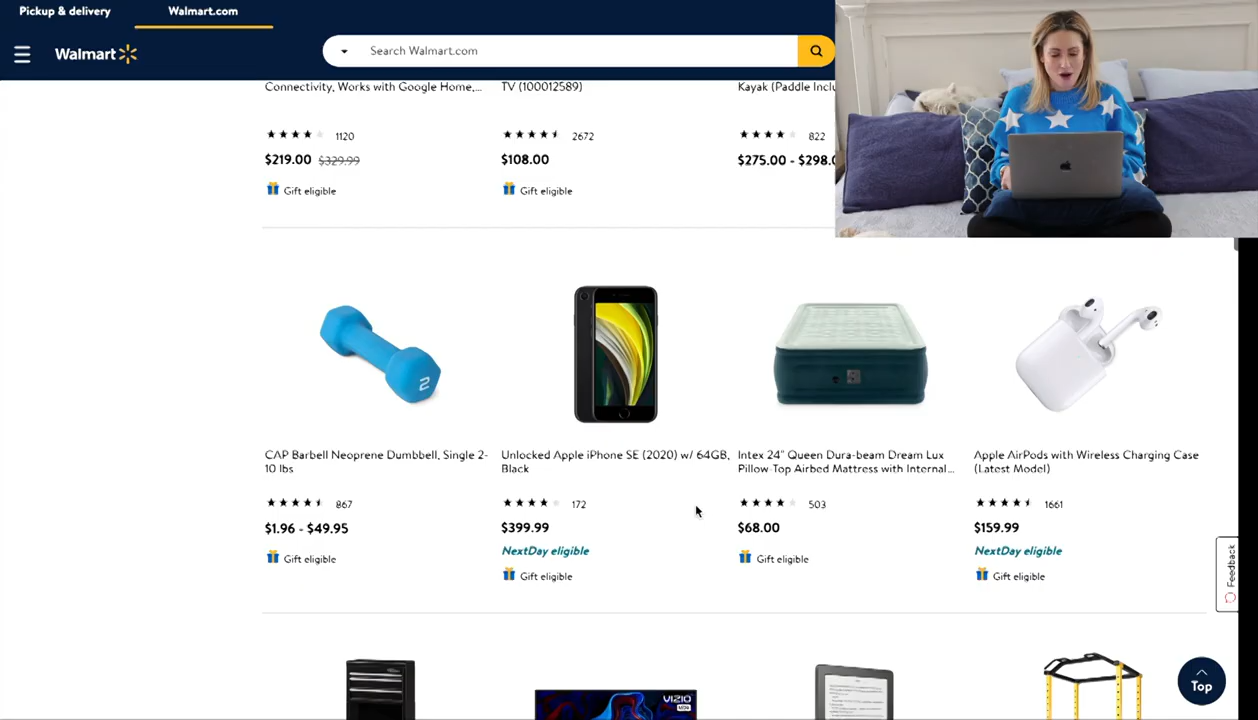 Pickup & delivery
Walmart.com
Walmart
Search Walmart.com
Connectivity, Works with Google Home,...
TV (100012589)
Kayak (Paddle Inclu
1120
2672
822
$219.00 $329.99
$108.00
$275.00 - $298.0
Gift eligible
Gift eligible
2
CAP Barbell Neoprene Dumbbell, Single 2-
10 lbs
867
$1.96 - $49.95
Gift eligible
Unlocked Apple iPhone SE (2020) w/ 64GB,
Black
172
$399.99
NextDay eligible
Gift eligible
Intex 24" Queen Dura-beam Dream Lux
Pillow-Top Airbed Mattress with Internal...
503
$68.00
Gift eligible
Apple AirPods with Wireless Charging Case
(Latest Model)
1661
$159.99
NextDay eligible
Gift eligible
Feedback
VIZIO
Top